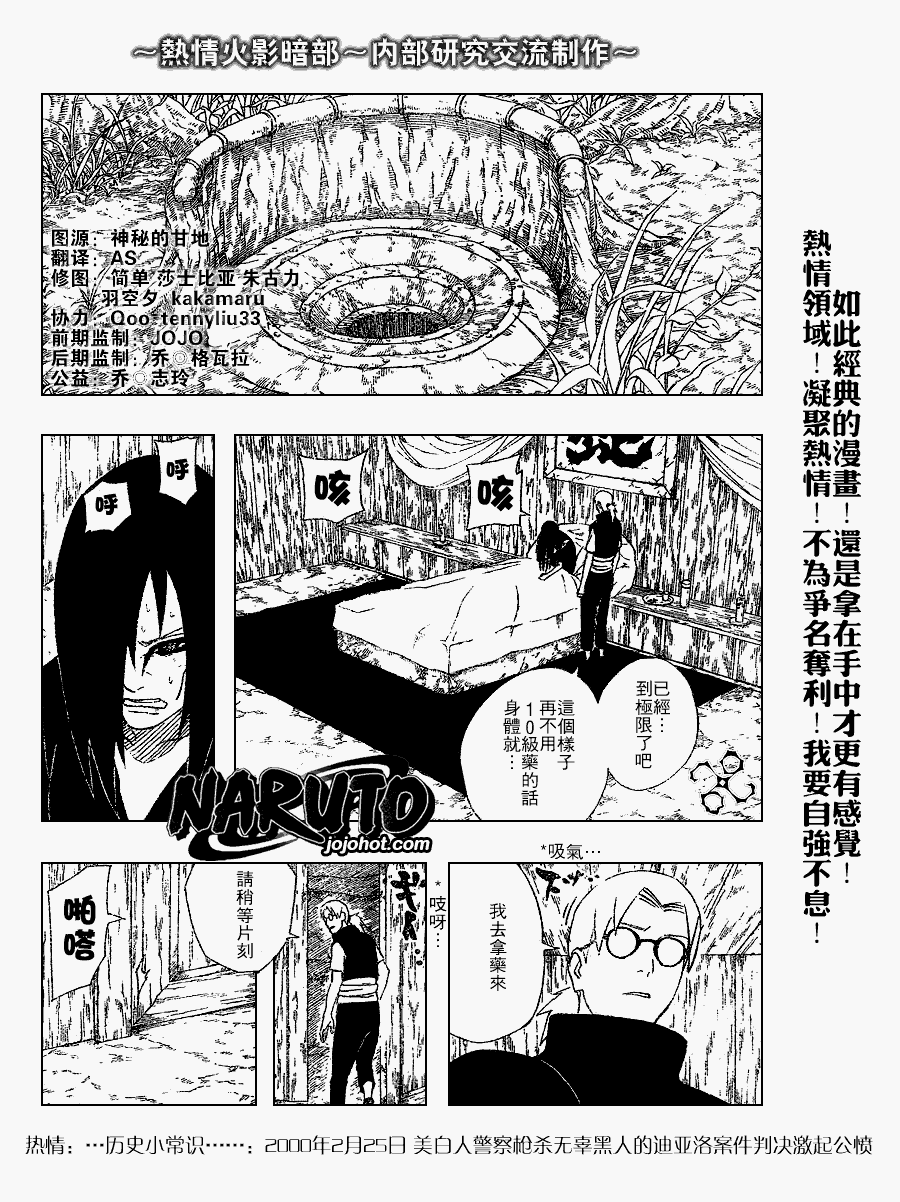 ～熱情火影暗部～内部研究交流制作～
图源：神秘的甘地
翻译：AS
修图：简单 莎士比亚 朱古力
羽空夕 kakamaru
协力：Qoo tennyliu33
前期监制：JOJO
后期监制：乔◎格瓦拉
公益：乔◎志玲
如此經典的漫畫！還是拿在手中才更有感覺！
熱情領域！凝聚熱情！不為爭名奪利！我要自強不息！
咳
咳
已經…
到極限了吧
這個樣子
再不用
10級藥的話
身體就…
呼
呼
NARUTO
jojohot.com
*吸氣…
我去拿藥來
*
吱呀…
請稍等片刻
啪嗒
热情：…历史小常识……：2000年2月25日 美白人警察枪杀无辜黑人的迪亚洛案件判决激起公愤